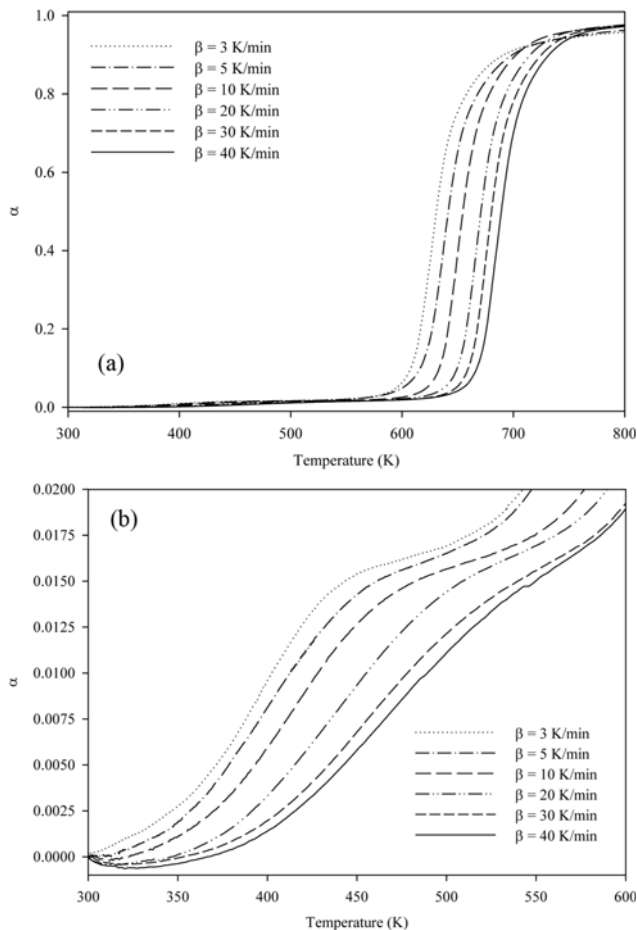 1.0
0.8
0.6
0.4
0.2
0.0
α
β = 3 K/min
β = 5 K/min
β = 10 K/min
β = 20 K/min
β = 30 K/min
β = 40 K/min
(a)
300 400 500 600 700 800
Temperature (K)
0.0200
0.0175
0.0150
0.0125
0.0100
0.0075
0.0050
0.0025
0.0000
α
(b)
β = 3 K/min
β = 5 K/min
β = 10 K/min
β = 20 K/min
β = 30 K/min
β = 40 K/min
300 350 400 450 500 550 600
Temperature (K)